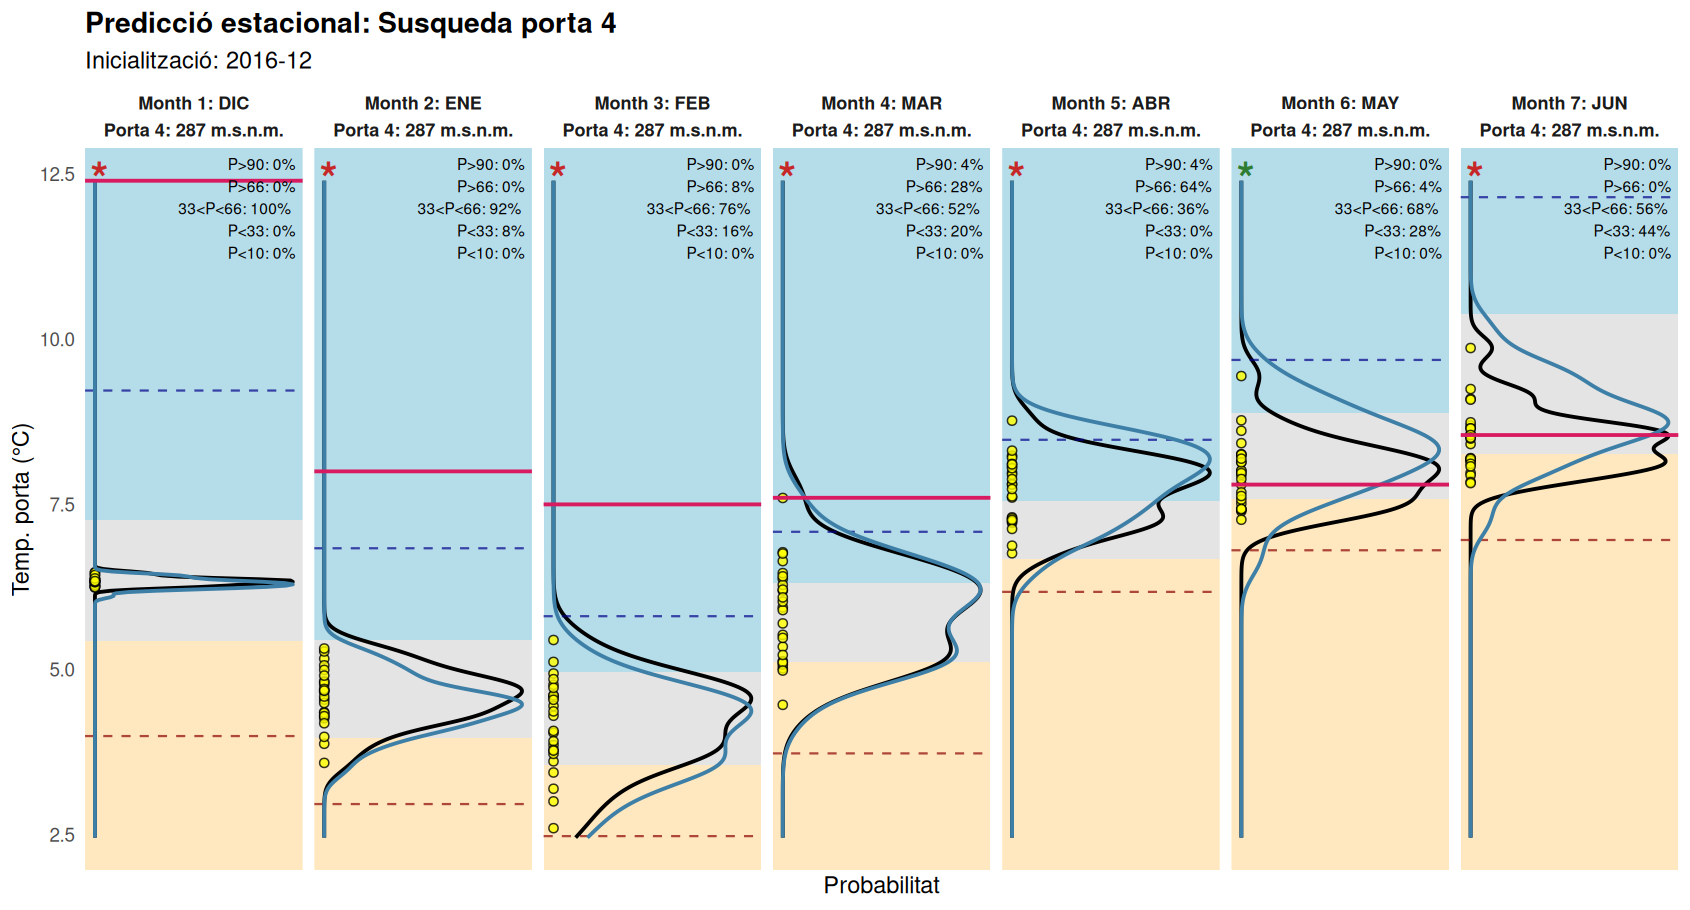 Predicció estacional: Susqueda porta 4
Inicialització: 2016-12
Month 1: DIC
Porta 4: 287 m.s.n.m.
Month 2: ENE
Porta 4: 287 m.s.n.m.
Month 3: FEB
Porta 4: 287 m.s.n.m.
Month 4: MAR
Porta 4: 287 m.s.n.m.
Month 5: ABR
Porta 4: 287 m.s.n.m.
Month 6: MAY
Porta 4: 287 m.s.n.m.
Month 7: JUN
Porta 4: 287 m.s.n.m.
*
P>90: 0%
P>66: 0%
33<P<66: 100%
P<33: 0%
P<10: 0%
*
P>90: 0%
P>66: 0%
33<P<66: 92%
P<33: 8%
P<10: 0%
*
P>90: 0%
P>66: 8%
33<P<66: 76%
P<33: 16%
P<10: 0%
*
P>90: 4%
P>66: 28%
33<P<66: 52%
P<33: 20%
P<10: 0%
*
P>90: 4%
P>66: 64%
33<P<66: 36%
P<33: 0%
P<10: 0%
*
P>90: 0%
P>66: 4%
33<P<66: 68%
P<33: 28%
P<10: 0%
*
P>90: 0%
P>66: 0%
33<P<66: 56%
P<33: 44%
P<10: 0%
12.5
10.0
7.5
5.0
2.5
Temp. porta (°C)
Probabilitat